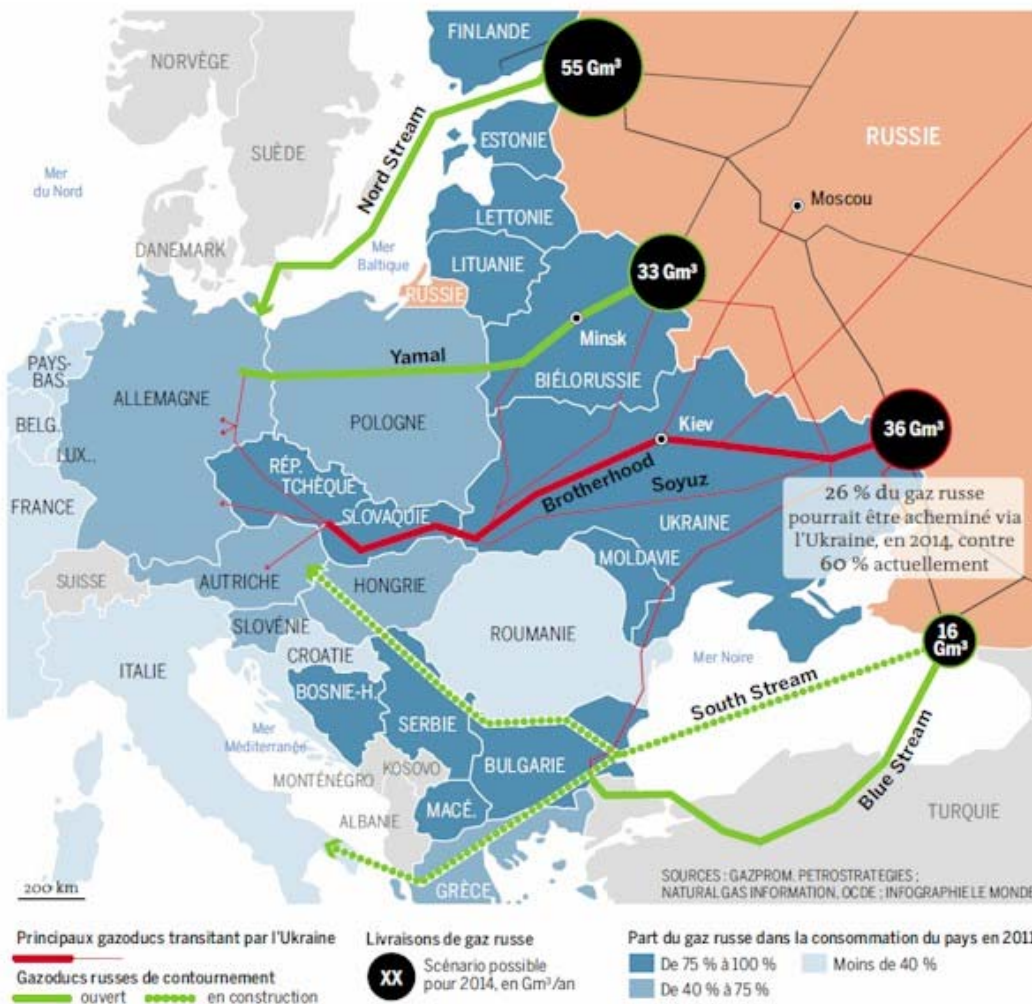 FINLANDE
NORVÈGE
55 Gm³
RUSSIE
SUÈDE
ESTONIE
Nord Stream
Mer
du Nord
Moscou
LETTONIE
DANEMARK
Mer
Baltique
LITUANIE
33 Gm³
RUSSIE
Minsk
Yamal
PAYS-
BAS
BIÉLORUSSIE
ALLEMAGNE
POLOGNE
BELG.
Kiev
36 Gm³
LUX...
RÉP.
TCHÈQUE
Brotherhood
Soyuz
26 % du gaz russe
pourrait être acheminé via
l'Ukraine, en 2014, contre
60 % actuellement
FRANCE
SLOVAQUIE
UKRAINE
MOLDAVIE
SUISSE
AUTRICHE
HONGRIE
SLOVÉNIE
ROUMANIE
16
Gm³
CROATIE
Mer Noire
ITALIE
BOSNIE-H.
South Stream
SERBIE
Mer
Méditerranée
BULGARIE
Blue Stream
KOSOVO
MONTÉNÉGRO
MACÉ.
TURQUIE
ALBANIE
GRÈCE
200 km
SOURCES : GAZPROM. PETROSTRATEGIES ;
NATURAL GAS INFORMATION, OCDE ; INFOGRAPHIE LE MONDE
Principaux gazoducs transitant par l'Ukraine
Gazoducs russes de contournement
ouvert
en construction
Livraisons de gaz russe
XX
Scénario possible
pour 2014, en Gm³/an
Part du gaz russe dans la consommation du pays en 2011
De 75 % à 100 %
Moins de 40 %
De 40 % à 75 %